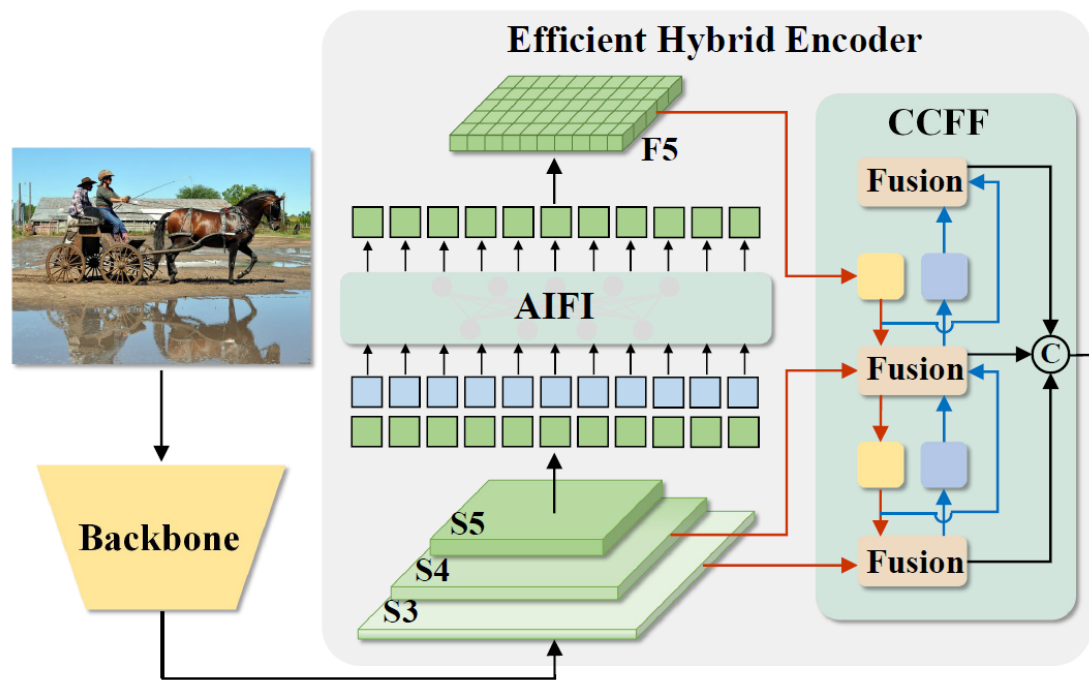 Efficient Hybrid Encoder
CCFF
F5
Fusion
AIFI
Fusion
C
S5
Backbone
S4
Fusion
S3